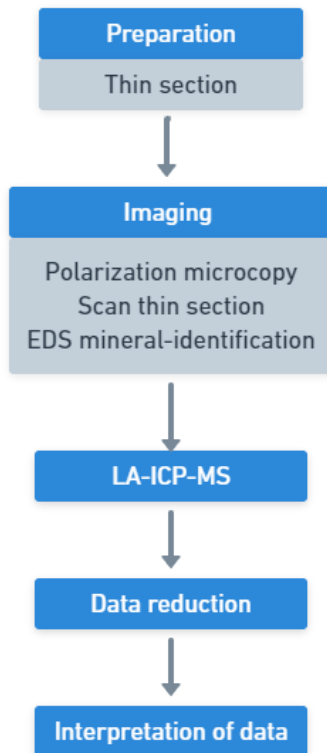 Preparation
Thin section
Imaging
Polarization microcopy
Scan thin section
EDS mineral-identification
LA-ICP-MS
Data reduction
Interpretation of data